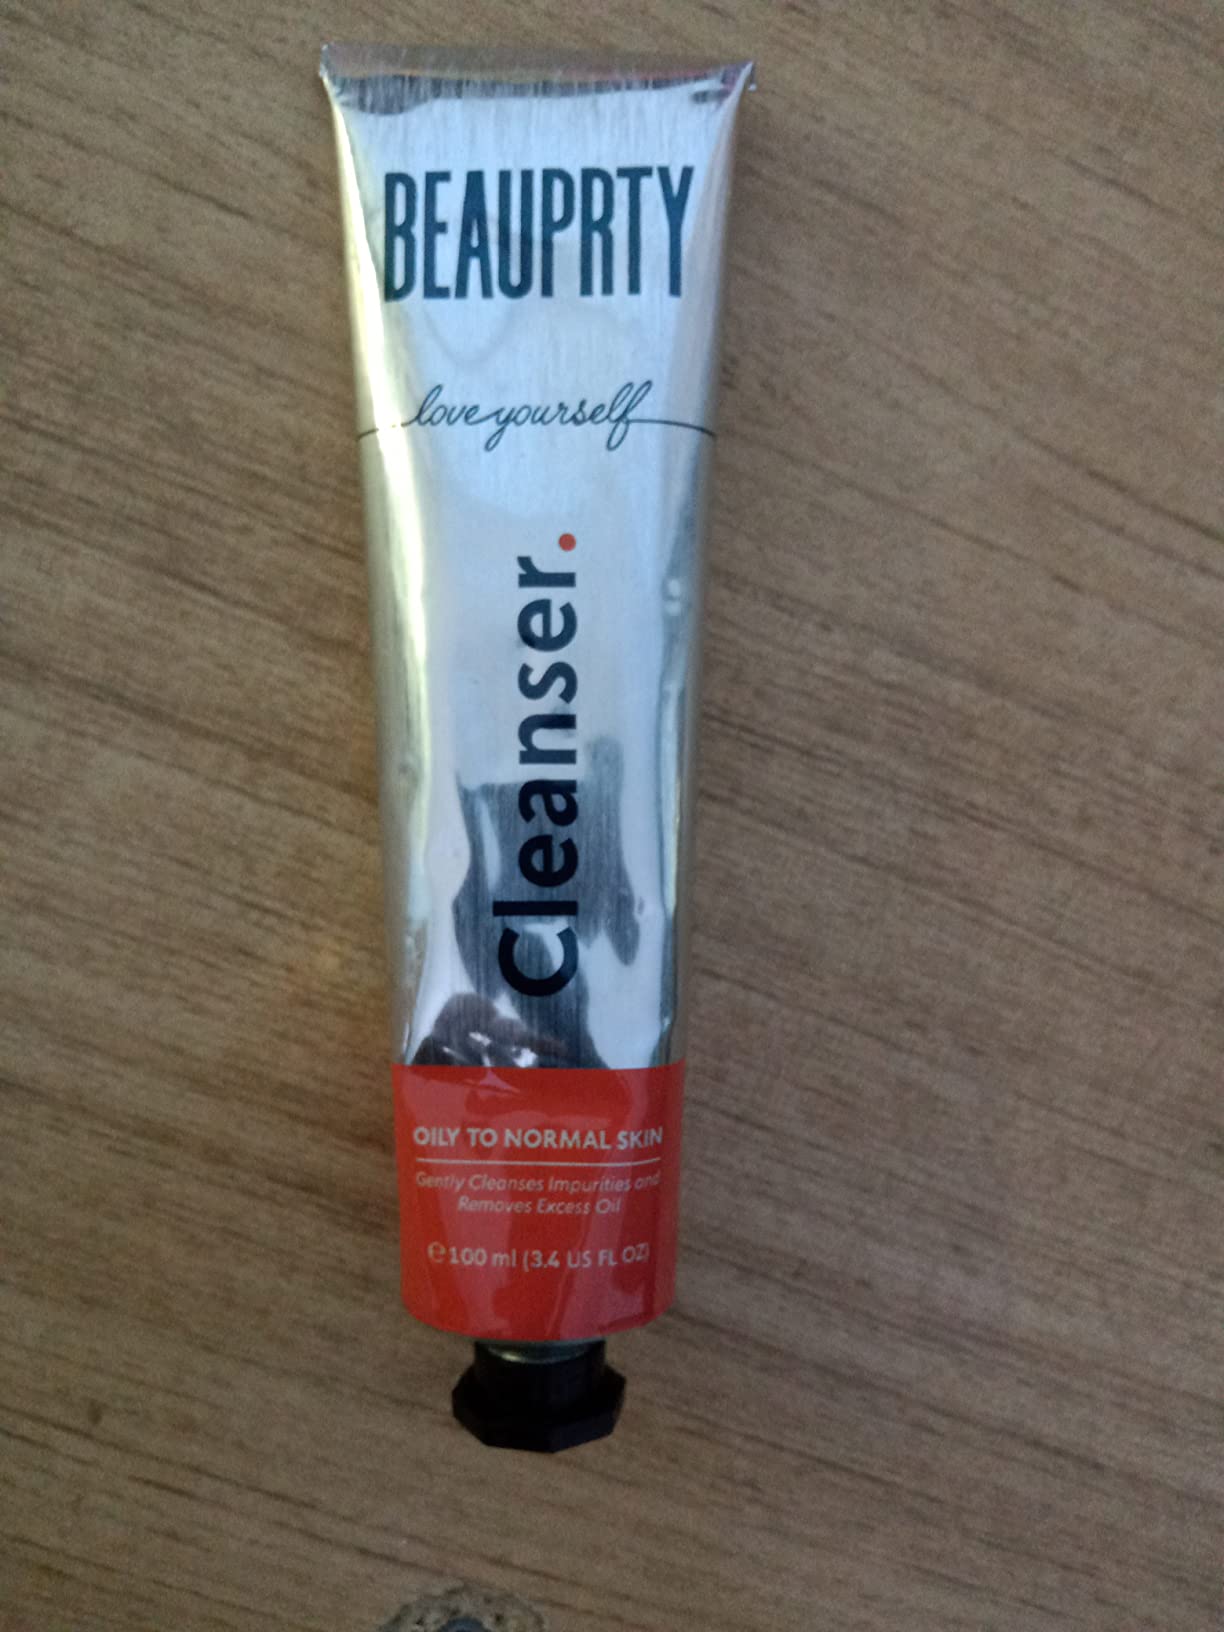 BEAUPRTY
love yourself
Cleanser.
OILY TO NORMAL SKIN
Gently Cleanses Impurities and
Removes Excess Oil
℮ 100 ml (3.4 US FL OZ)